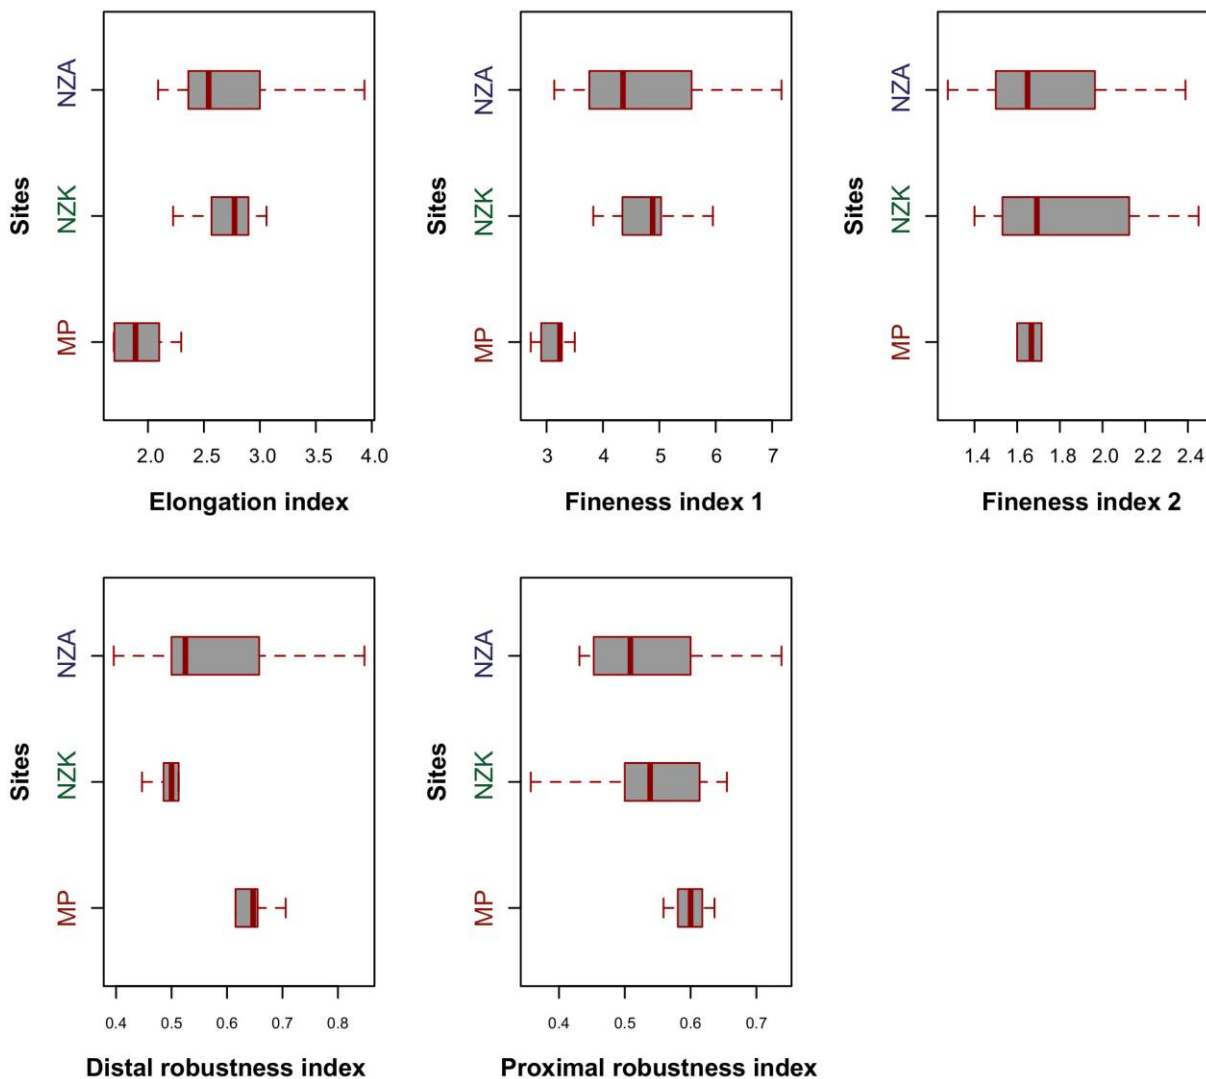 Sites
NZA
NZK
MP
2.0 2.5 3.0 3.5 4.0
Elongation index
Sites
NZA
NZK
MP
3 4 5 6 7
Fineness index 1
Sites
NZA
NZK
MP
1.4 1.6 1.8 2.0 2.2 2.4
Fineness index 2
Sites
NZA
NZK
MP
0.4 0.5 0.6 0.7 0.8
Distal robustness index
Sites
NZA
NZK
MP
0.4 0.5 0.6 0.7
Proximal robustness index